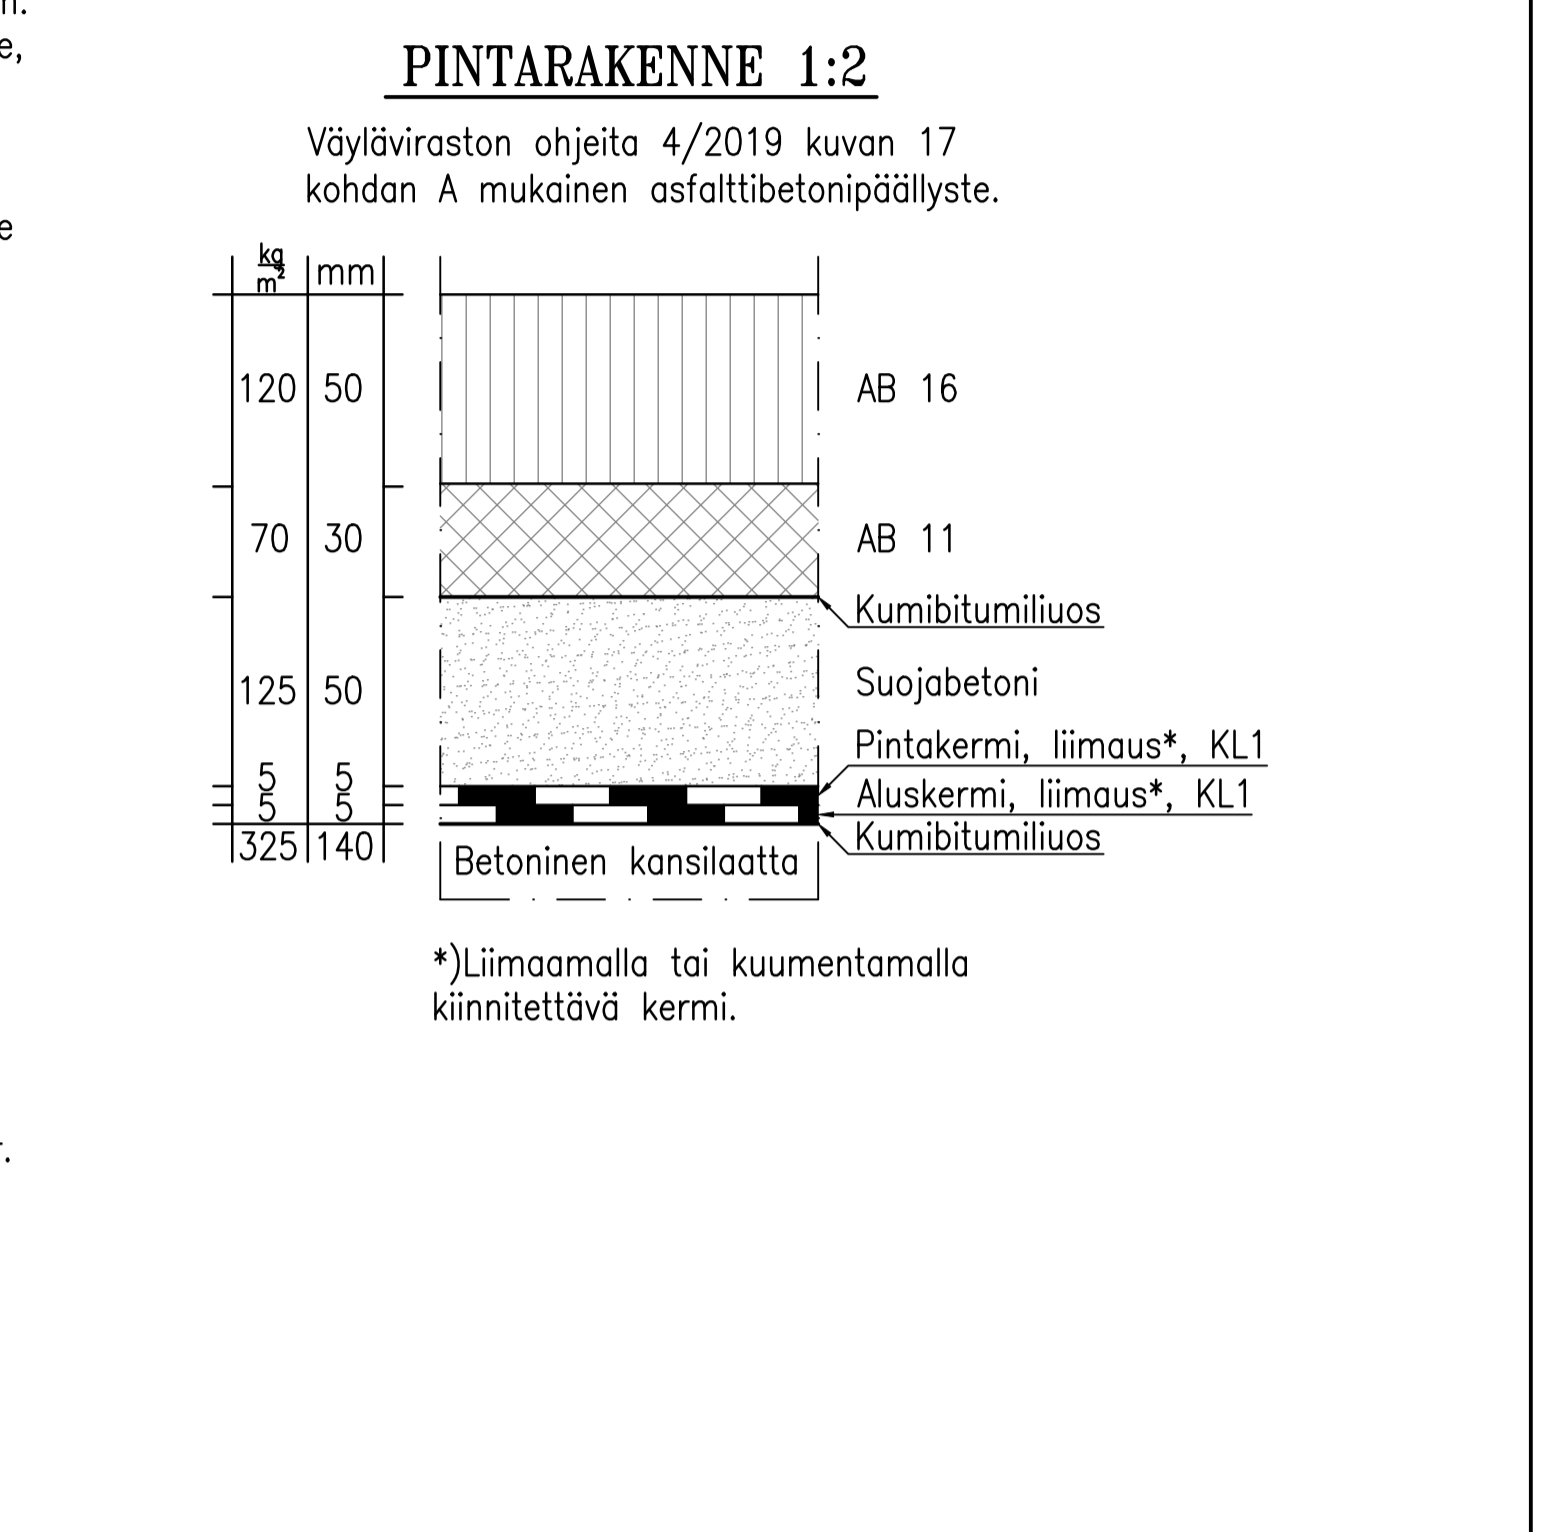 n.
e,
PINTARAKENNE 1:2
Väyläviraston ohjeita 4/2019 kuvan 17
kohdan A mukainen asfalttibetonipäällyste.
e
kg/m² mm
120 50 AB 16
70 30 AB 11
Kumibitumiliuos
125 50 Suojabetoni
Pintakermi, liimaus*, KL1
5 5
Aluskermi, liimaus*, KL1
5 5
Kumibitumiliuos
325 140
Betoninen kansilaatta
*)Liimaamalla tai kuumentamalla
kiinnitettävä kermi.